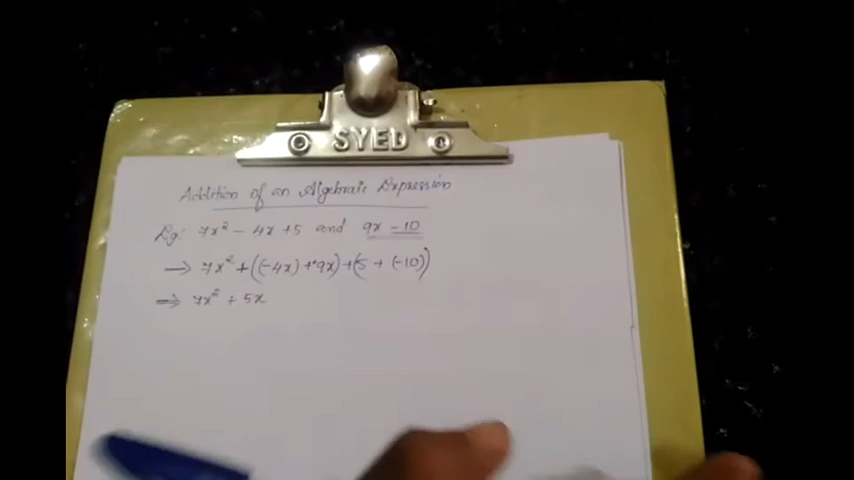 SYED
Addition of an Algebraic Expression
Eg: 7x² - 4x + 5 and 9x - 10
→ 7x² + ((-4x) + 9x) + (5 + (-10))
⇒ 7x² + 5x